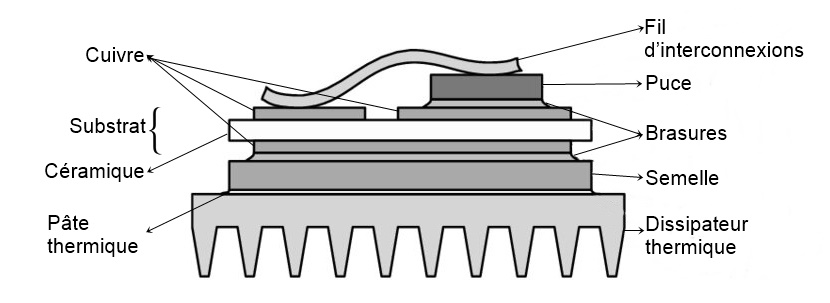 Fil
d'interconnexions
Cuivre
Puce
Substrat
Brasures
Céramique
Semelle
Pâte
thermique
Dissipateur
thermique